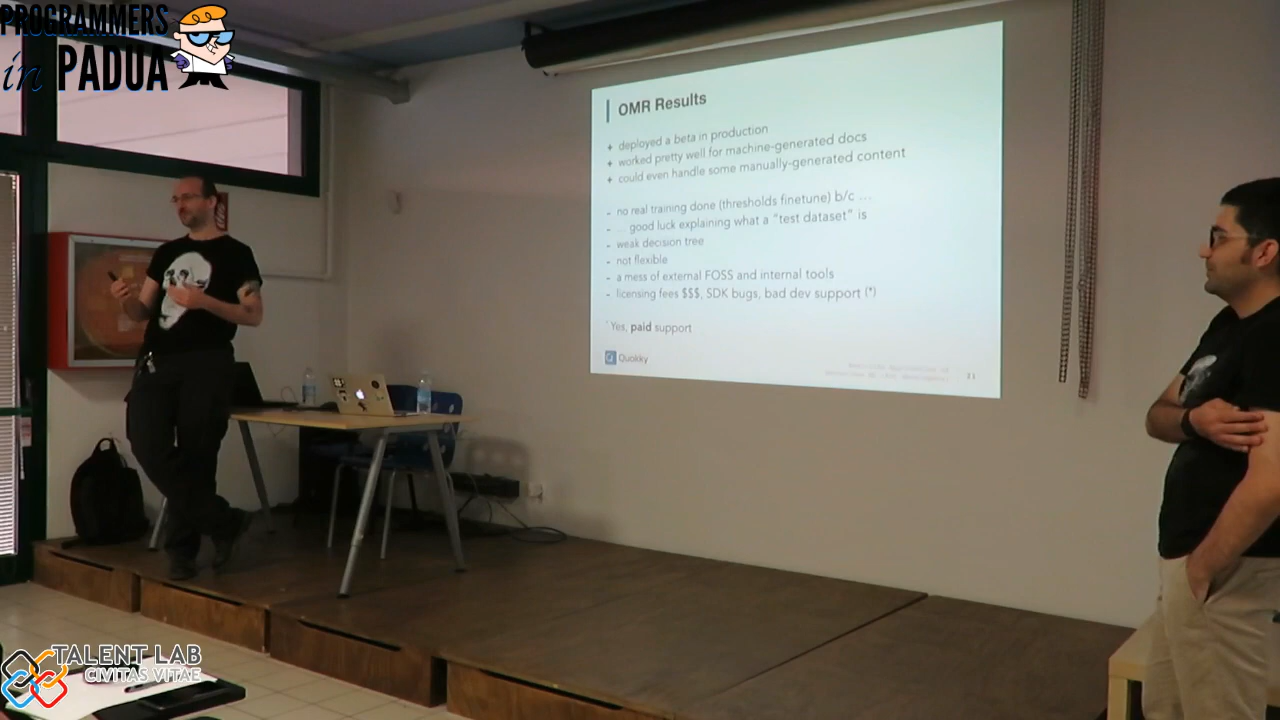 PROGRAMMERS
in PADUA
OMR Results
+ deployed a beta in production
+ worked pretty well for machine-generated docs
+ could even handle some manually-generated content
- no real training done (thresholds finetune) b/c ...
- ... good luck explaining what a "test dataset" is
- weak decision tree
- not flexible
- a mess of external FOSS and internal tools
- licensing fees $$$, SDK bugs, bad dev support (*)
* Yes, paid support
Quokky
TALENT LAB
CIVITAS VITAE